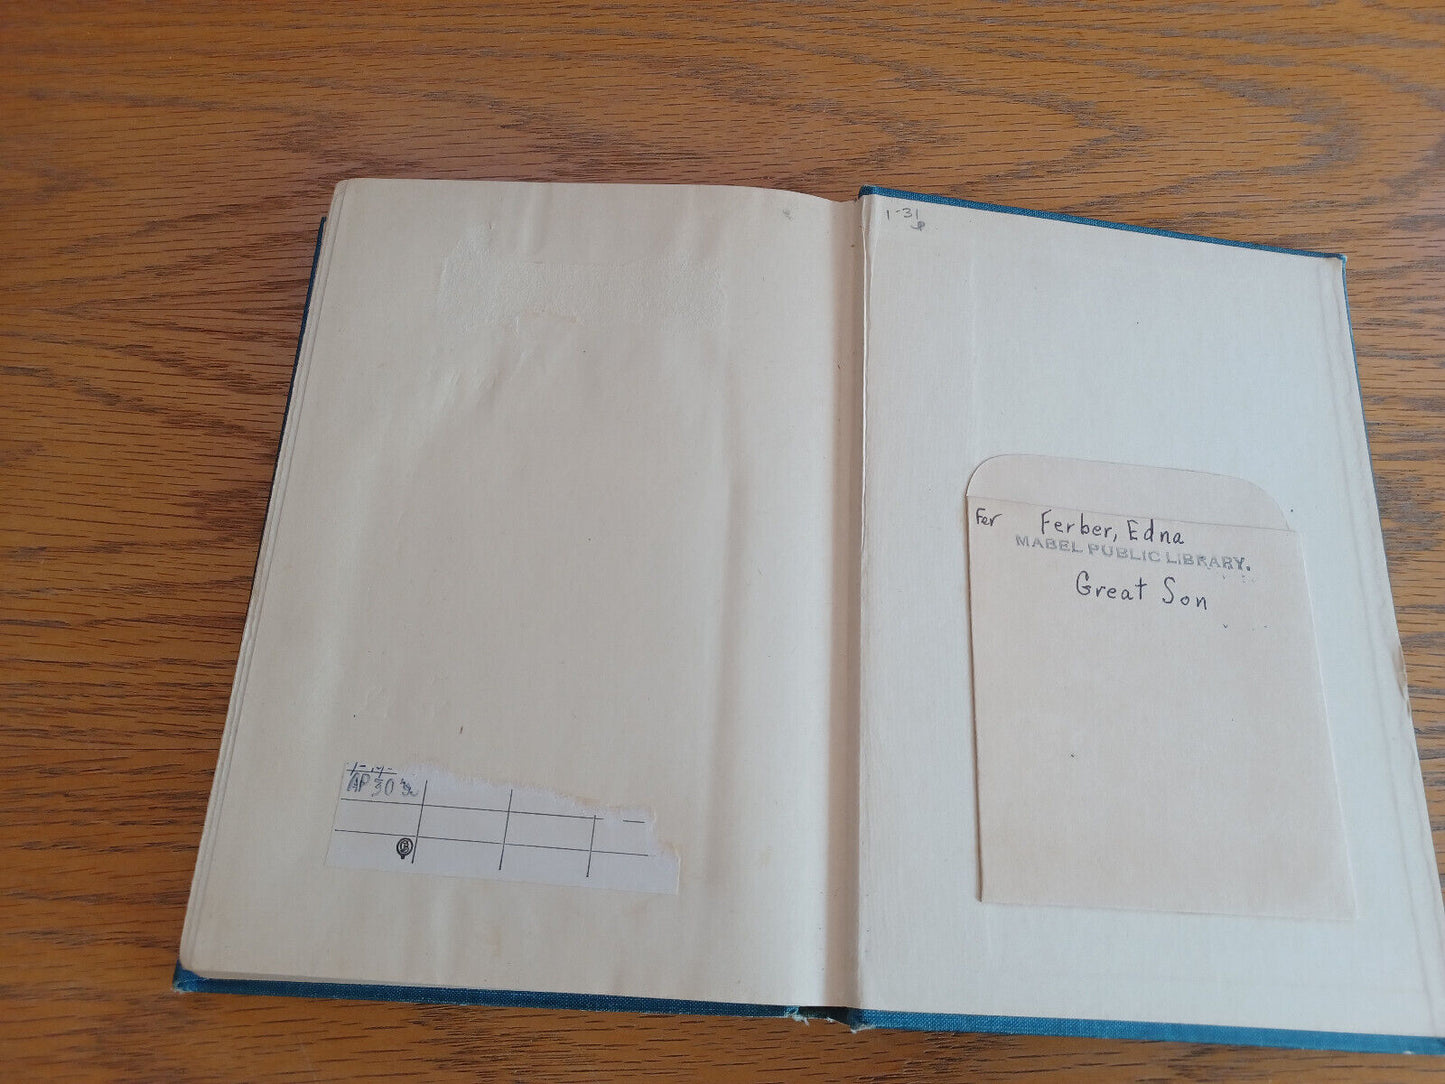 1-31
Fer
Ferber, Edna
MABEL PUBLIC LIBRARY.
Great Son
AP 30